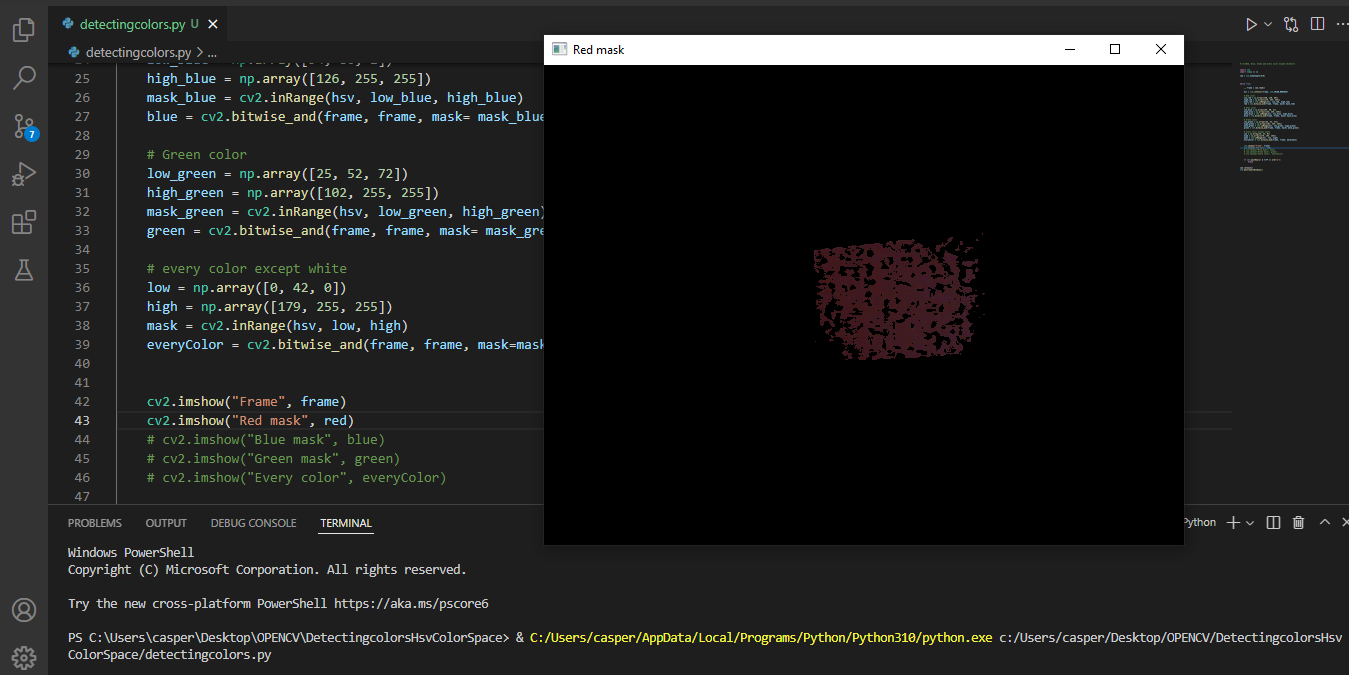 detectingcolors.py U
detectingcolors.py > ...
Red mask
25 high_blue = np.array([126, 255, 255])
26 mask_blue = cv2.inRange(hsv, low_blue, high_blue)
27 blue = cv2.bitwise_and(frame, frame, mask= mask_blue
28
29 # Green color
30 low_green = np.array([25, 52, 72])
31 high_green = np.array([102, 255, 255])
32 mask_green = cv2.inRange(hsv, low_green, high_green)
33 green = cv2.bitwise_and(frame, frame, mask= mask_gre
34
35 # every color except white
36 low = np.array([0, 42, 0])
37 high = np.array([179, 255, 255])
38 mask = cv2.inRange(hsv, low, high)
39 everyColor = cv2.bitwise_and(frame, frame, mask=mask
40
41
42 cv2.imshow("Frame", frame)
43 cv2.imshow("Red mask", red)
44 # cv2.imshow("Blue mask", blue)
45 # cv2.imshow("Green mask", green)
46 # cv2.imshow("Every color", everyColor)
47
7
PROBLEMS OUTPUT DEBUG CONSOLE TERMINAL
Python
Windows PowerShell
Copyright (C) Microsoft Corporation. All rights reserved.
Try the new cross-platform PowerShell https://aka.ms/pscore6
PS C:\Users\casper\Desktop\OPENCV\DetectingcolorsHsvColorSpace> & C:/Users/casper/AppData/Local/Programs/Python/Python310/python.exe c:/Users/casper/Desktop/OPENCV/DetectingcolorsHsv
ColorSpace/detectingcolors.py